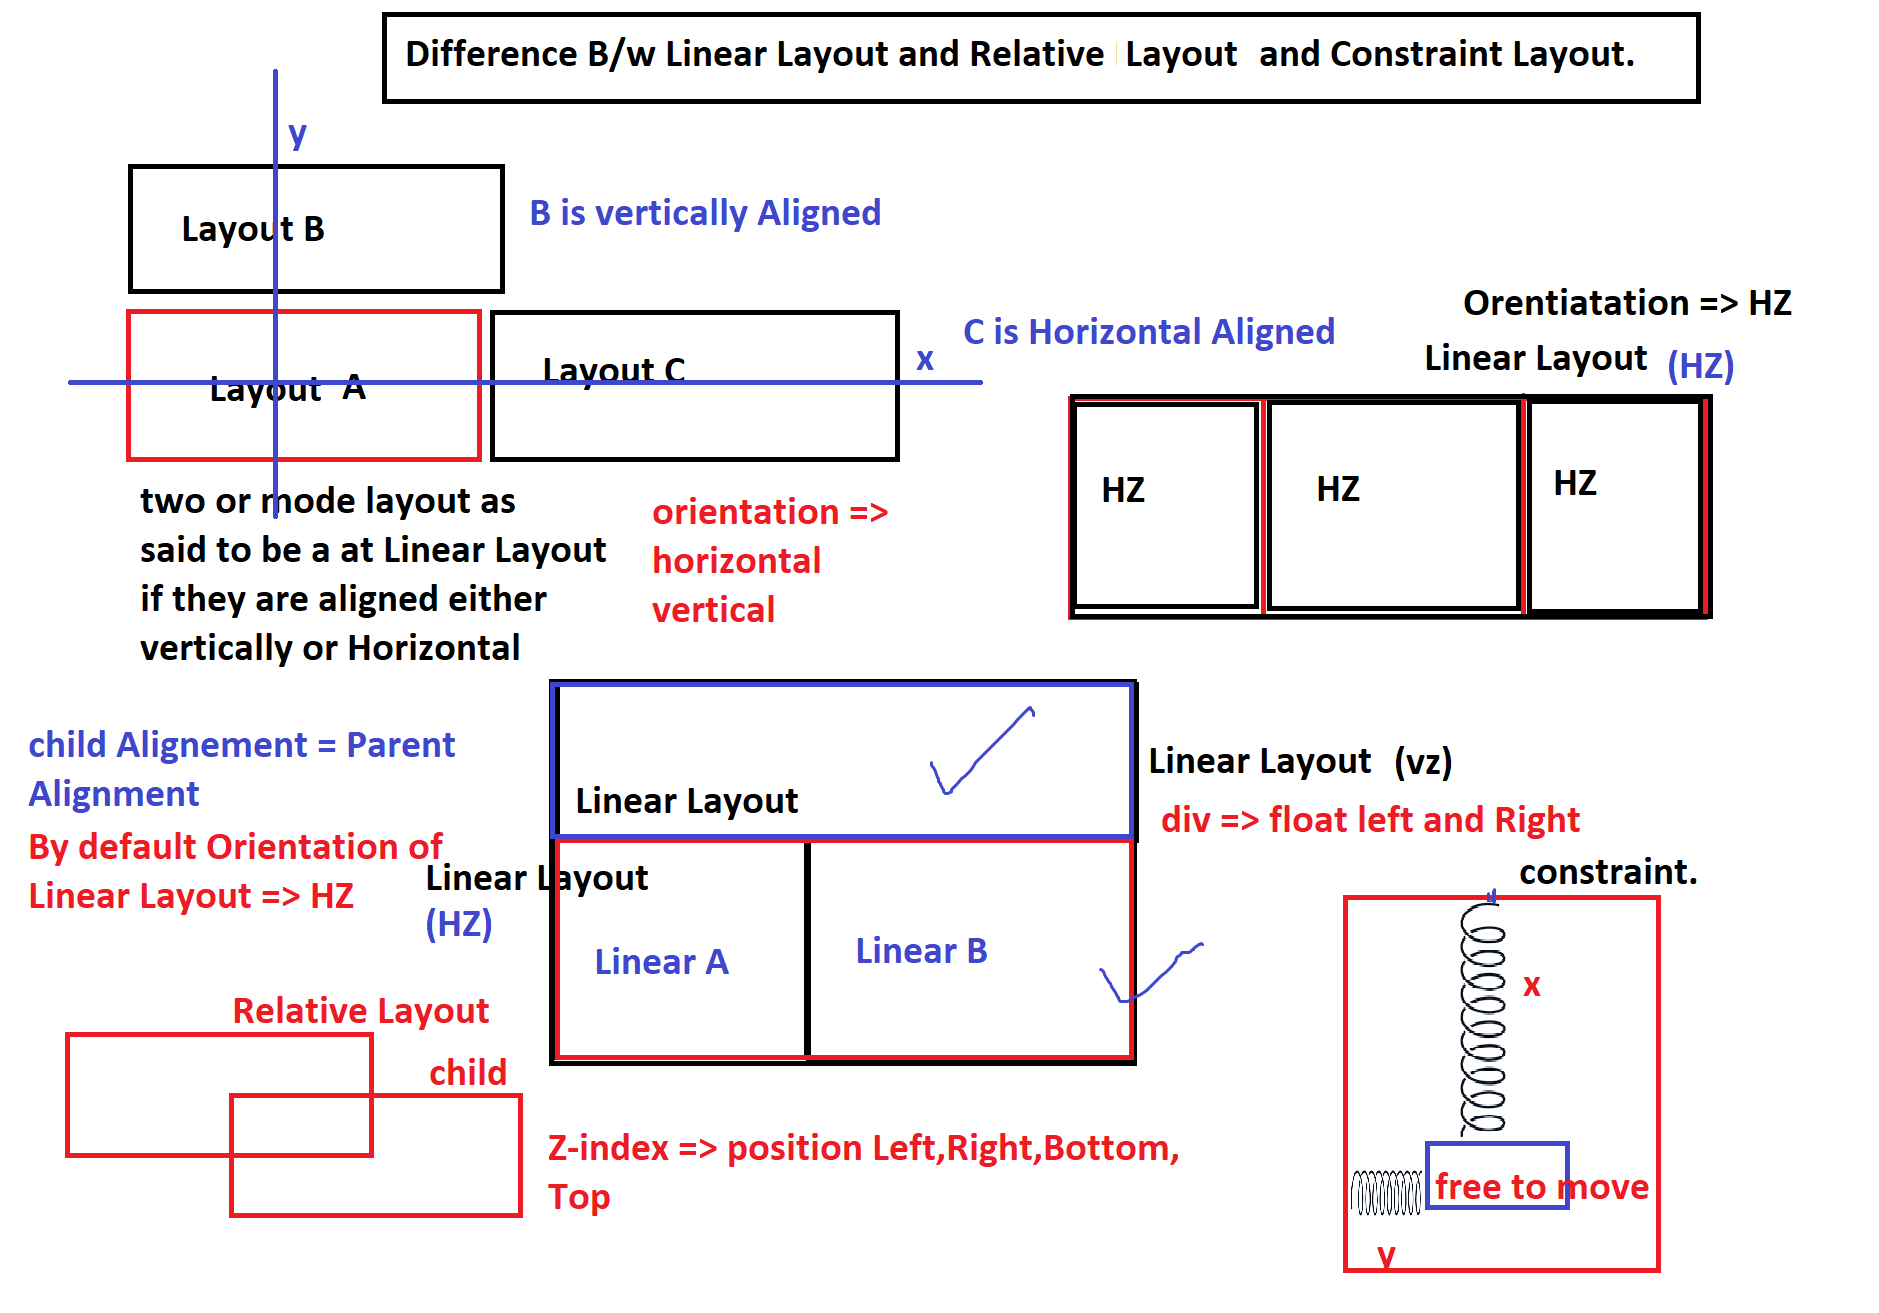 Difference B/w Linear Layout and Relative Layout and Constraint Layout.
y
Layout B
B is vertically Aligned
Layout A
Layout C
x
C is Horizontal Aligned
Orentiatation => HZ
Linear Layout (HZ)
HZ
HZ
HZ
two or mode layout as
said to be a at Linear Layout
if they are aligned either
vertically or Horizontal
orientation =>
horizontal
vertical
child Alignement = Parent
Alignment
By default Orientation of
Linear Layout => HZ
Linear Layout
Linear Layout (vz)
div => float left and Right
Linear Layout
(HZ)
Linear A
Linear B
constraint.
x
free to move
y
Relative Layout
child
Z-index => position Left,Right,Bottom,
Top